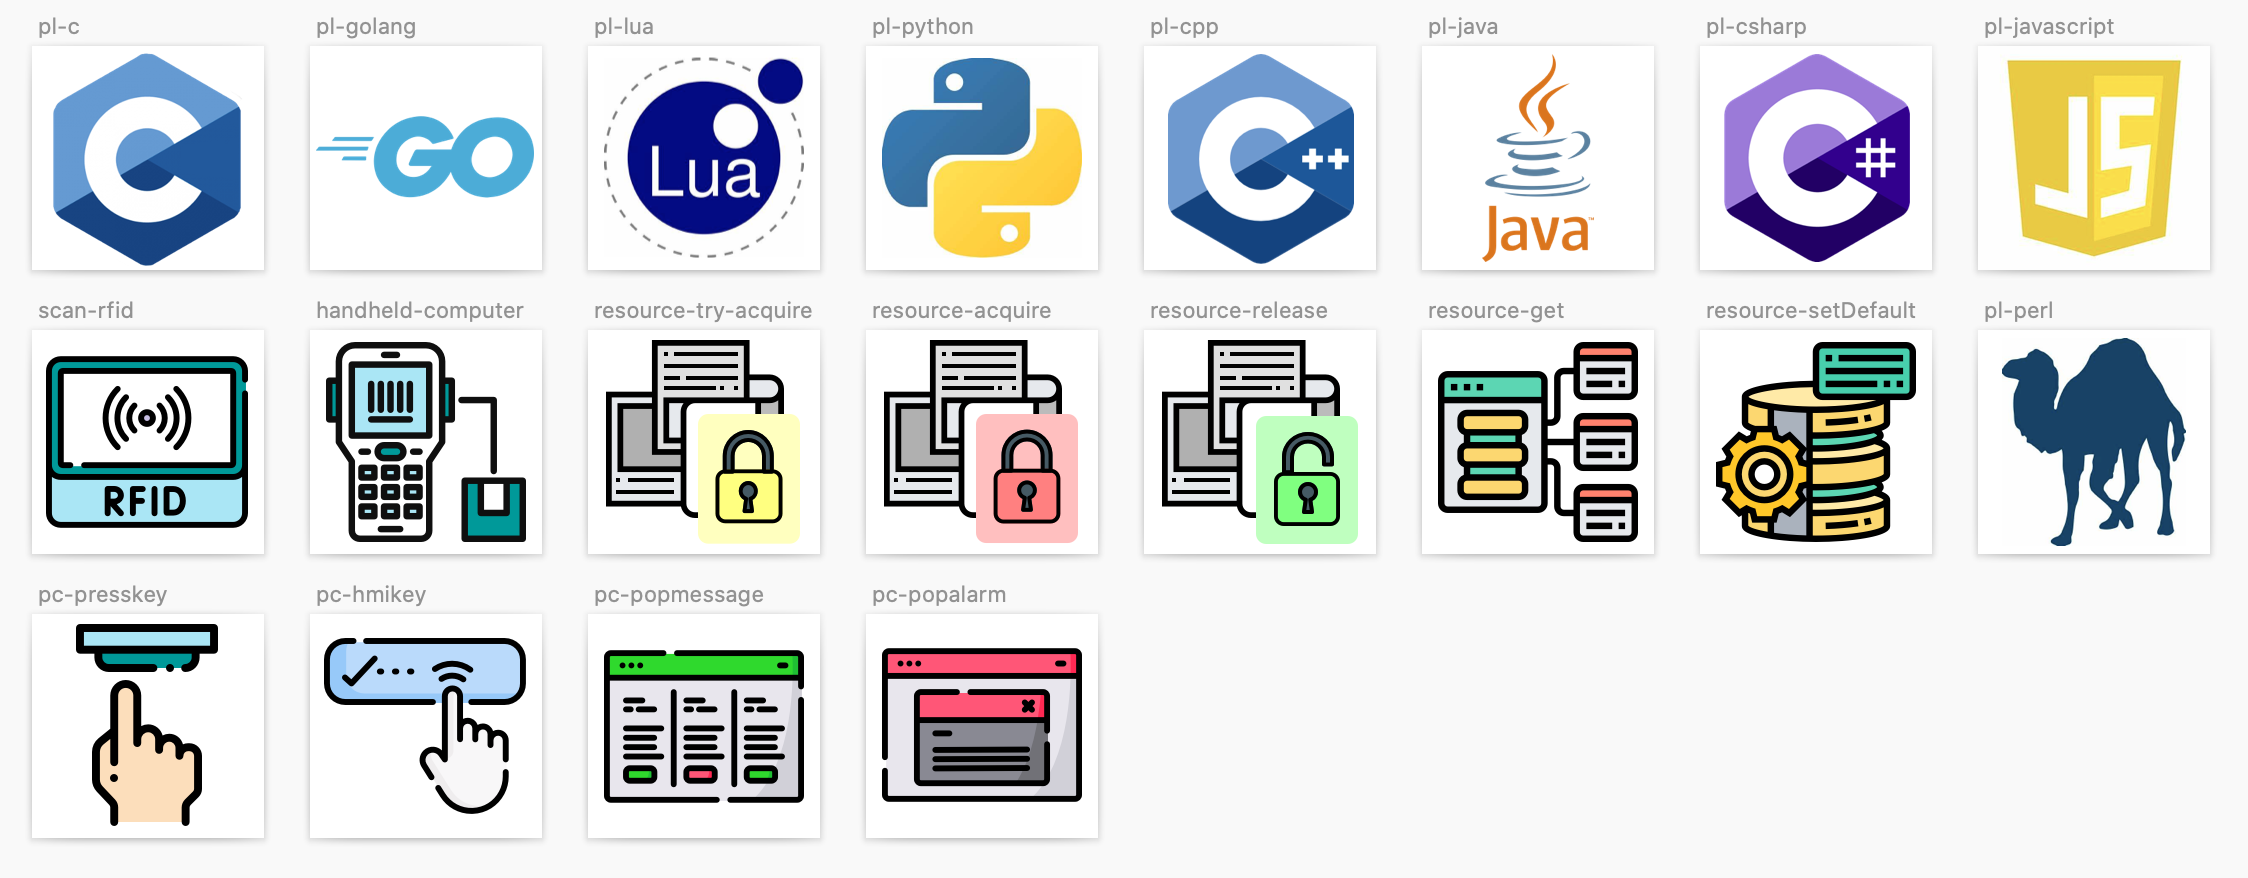 pl-c
pl-golang
pl-lua
pl-python
pl-cpp
pl-java
pl-csharp
pl-javascript
C
GO
Lua
C++
Java™
C#
JS
scan-rfid
handheld-computer
resource-try-acquire
resource-acquire
resource-release
resource-get
resource-setDefault
pl-perl
RFID
pc-presskey
pc-hmikey
pc-popmessage
pc-popalarm